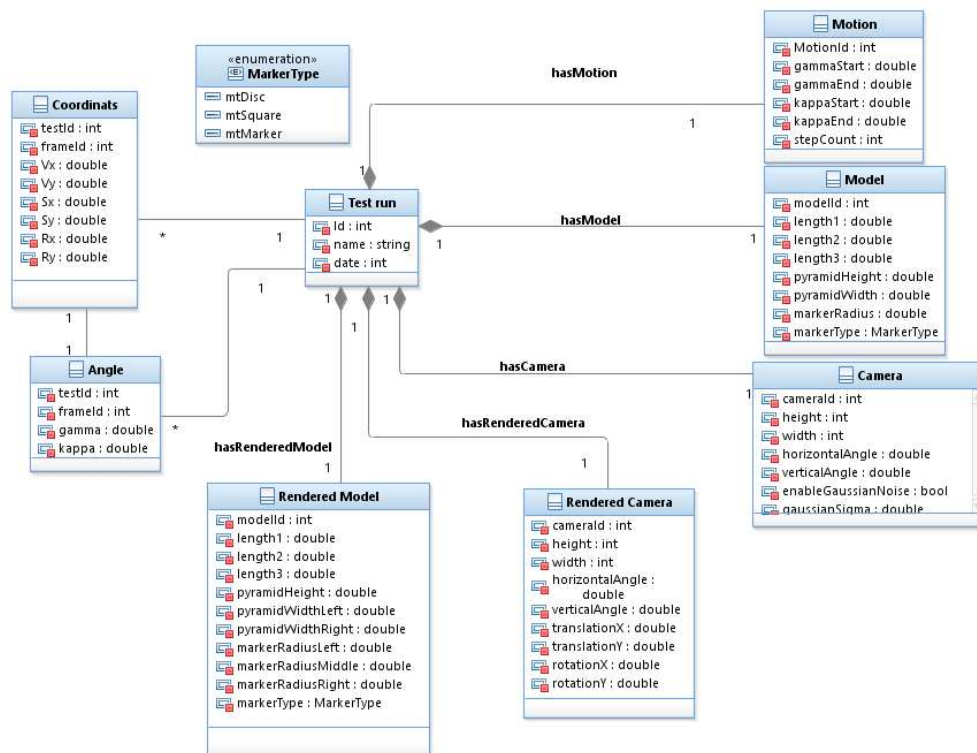 Motion
MotionId : int
gammaStart : double
gammaEnd : double
kappaStart : double
kappaEnd : double
stepCount : int
«enumeration»
MarkerType
mtDisc
mtSquare
mtMarker
hasMotion
1
1
Coordinats
testId : int
frameId : int
Vx : double
Vy : double
Sx : double
Sy : double
Rx : double
Ry : double
Test run
Id : int
name : string
date : int
*
1
hasModel
1
1
Model
modelId : int
length1 : double
length2 : double
length3 : double
pyramidHeight : double
pyramidWidth : double
markerRadius : double
markerType : MarkerType
1
1
Angle
testId : int
frameId : int
gamma : double
kappa : double
1
*
1
1
1
hasCamera
1
Camera
cameraId : int
height : int
width : int
horizontalAngle : double
verticalAngle : double
enableGaussianNoise : bool
gaussianSigma : double
hasRenderedCamera
1
hasRenderedModel
1
Rendered Model
modelId : int
length1 : double
length2 : double
length3 : double
pyramidHeight : double
pyramidWidthLeft : double
pyramidWidthRight : double
markerRadiusLeft : double
markerRadiusMiddle : double
markerRadiusRight : double
markerType : MarkerType
Rendered Camera
cameraId : int
height : int
width : int
horizontalAngle :
double
verticalAngle : double
translationX : double
translationY : double
rotationX : double
rotationY : double